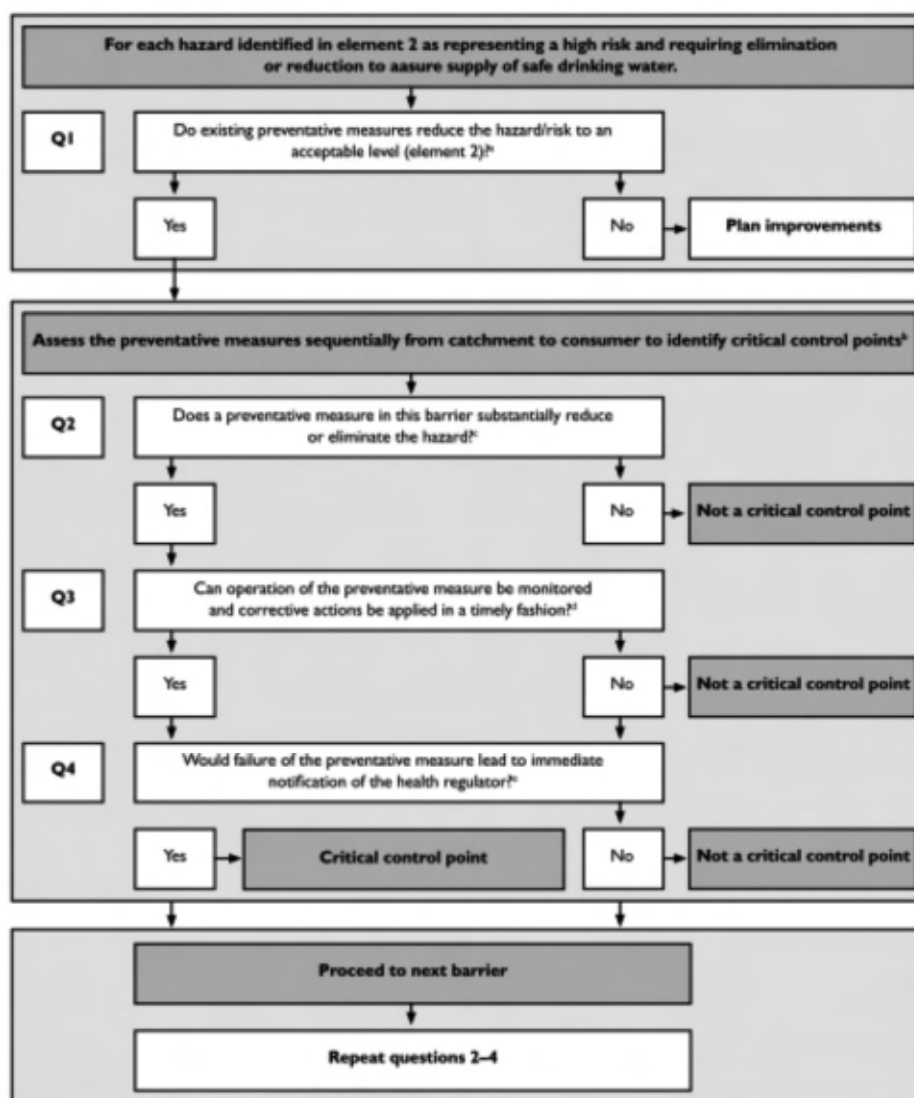 For each hazard identified in element 2 as representing a high risk and requiring elimination
or reduction to aasure supply of safe drinking water.
Q1
Do existing preventative measures reduce the hazard/risk to an
acceptable level (element 2)?ᵃ
Yes
No
Plan improvements
Assess the preventative measures sequentially from catchment to consumer to identify critical control pointsᵇ
Q2
Does a preventative measure in this barrier substantially reduce
or eliminate the hazard?ᶜ
Yes
No
Not a critical control point
Q3
Can operation of the preventative measure be monitored
and corrective actions be applied in a timely fashion?ᵈ
Yes
No
Not a critical control point
Q4
Would failure of the preventative measure lead to immediate
notification of the health regulator?ᵉ
Yes
Critical control point
No
Not a critical control point
Proceed to next barrier
Repeat questions 2–4